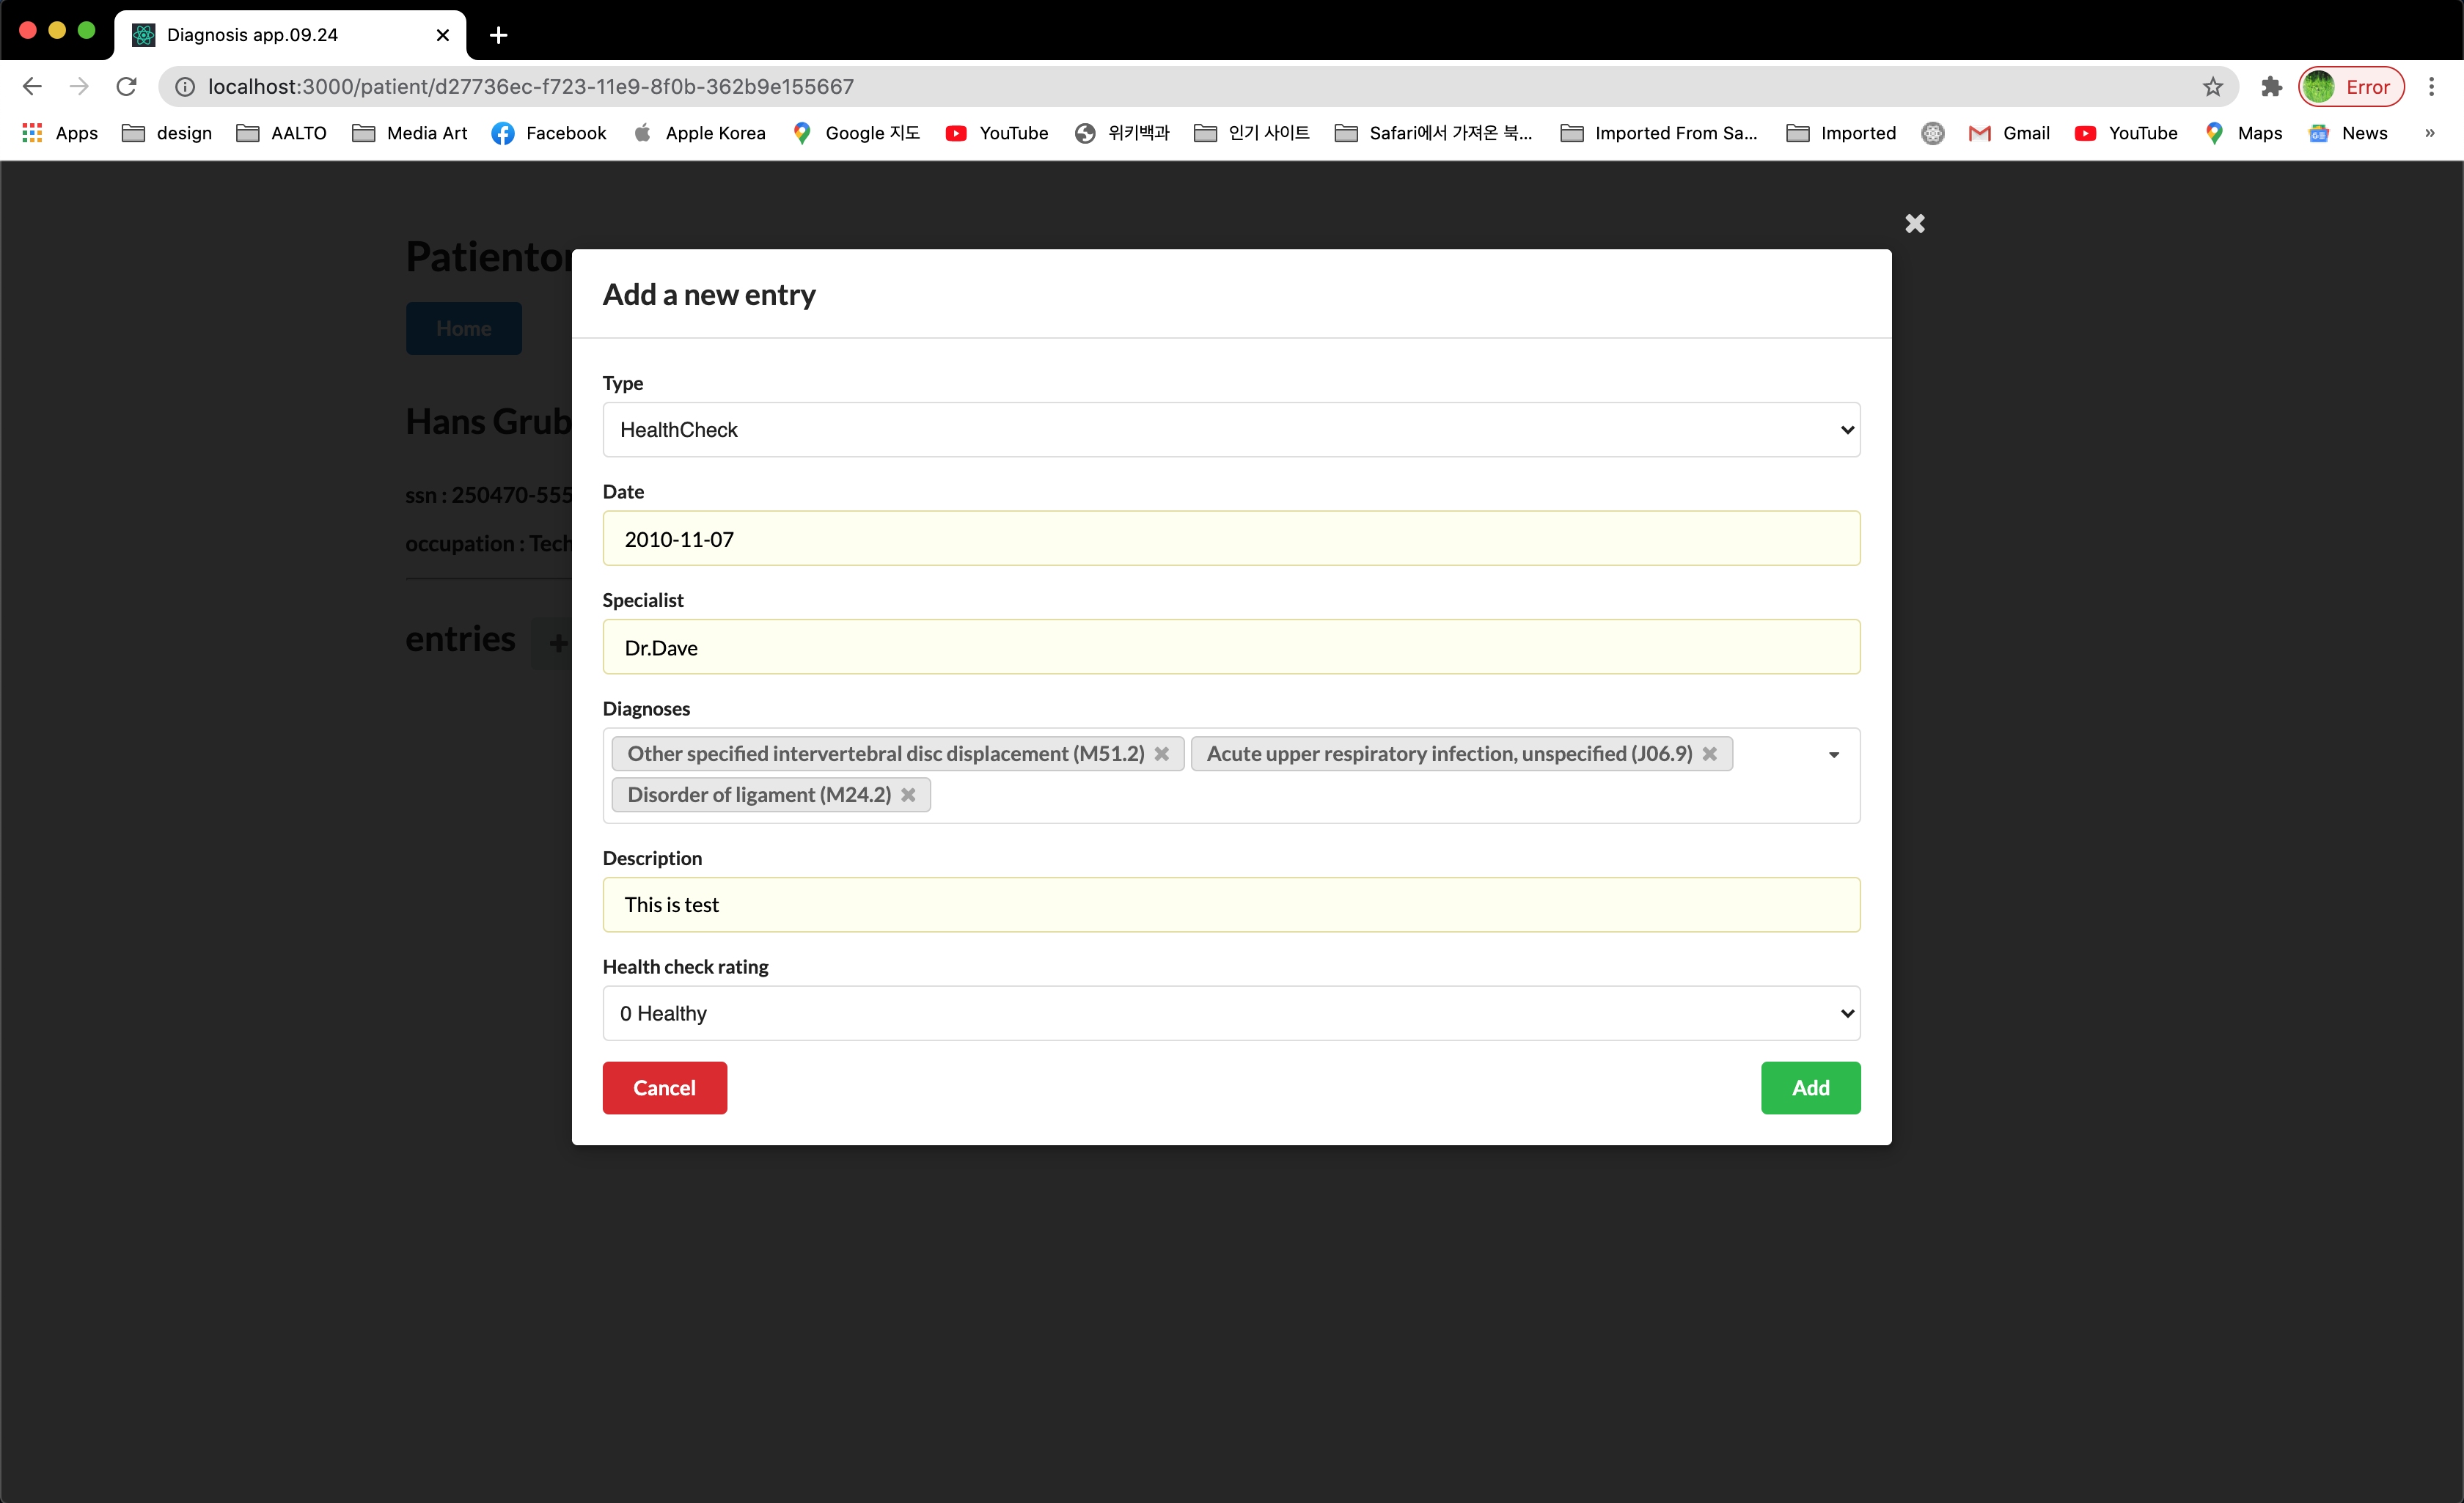 Diagnosis app.09.24
localhost:3000/patient/d27736ec-f723-11e9-8f0b-362b9e155667
Error
Apps design AALTO Media Art Facebook Apple Korea Google 지도 YouTube 위키백과 인기 사이트 Safari에서 가져온 북... Imported From Sa... Imported Gmail YouTube Maps News »
Patientor
Home
Hans Grub
ssn : 250470-555
occupation : Tech
entries
Add a new entry
Type
HealthCheck
Date
2010-11-07
Specialist
Dr.Dave
Diagnoses
Other specified intervertebral disc displacement (M51.2) Acute upper respiratory infection, unspecified (J06.9)
Disorder of ligament (M24.2)
Description
This is test
Health check rating
0 Healthy
Cancel Add